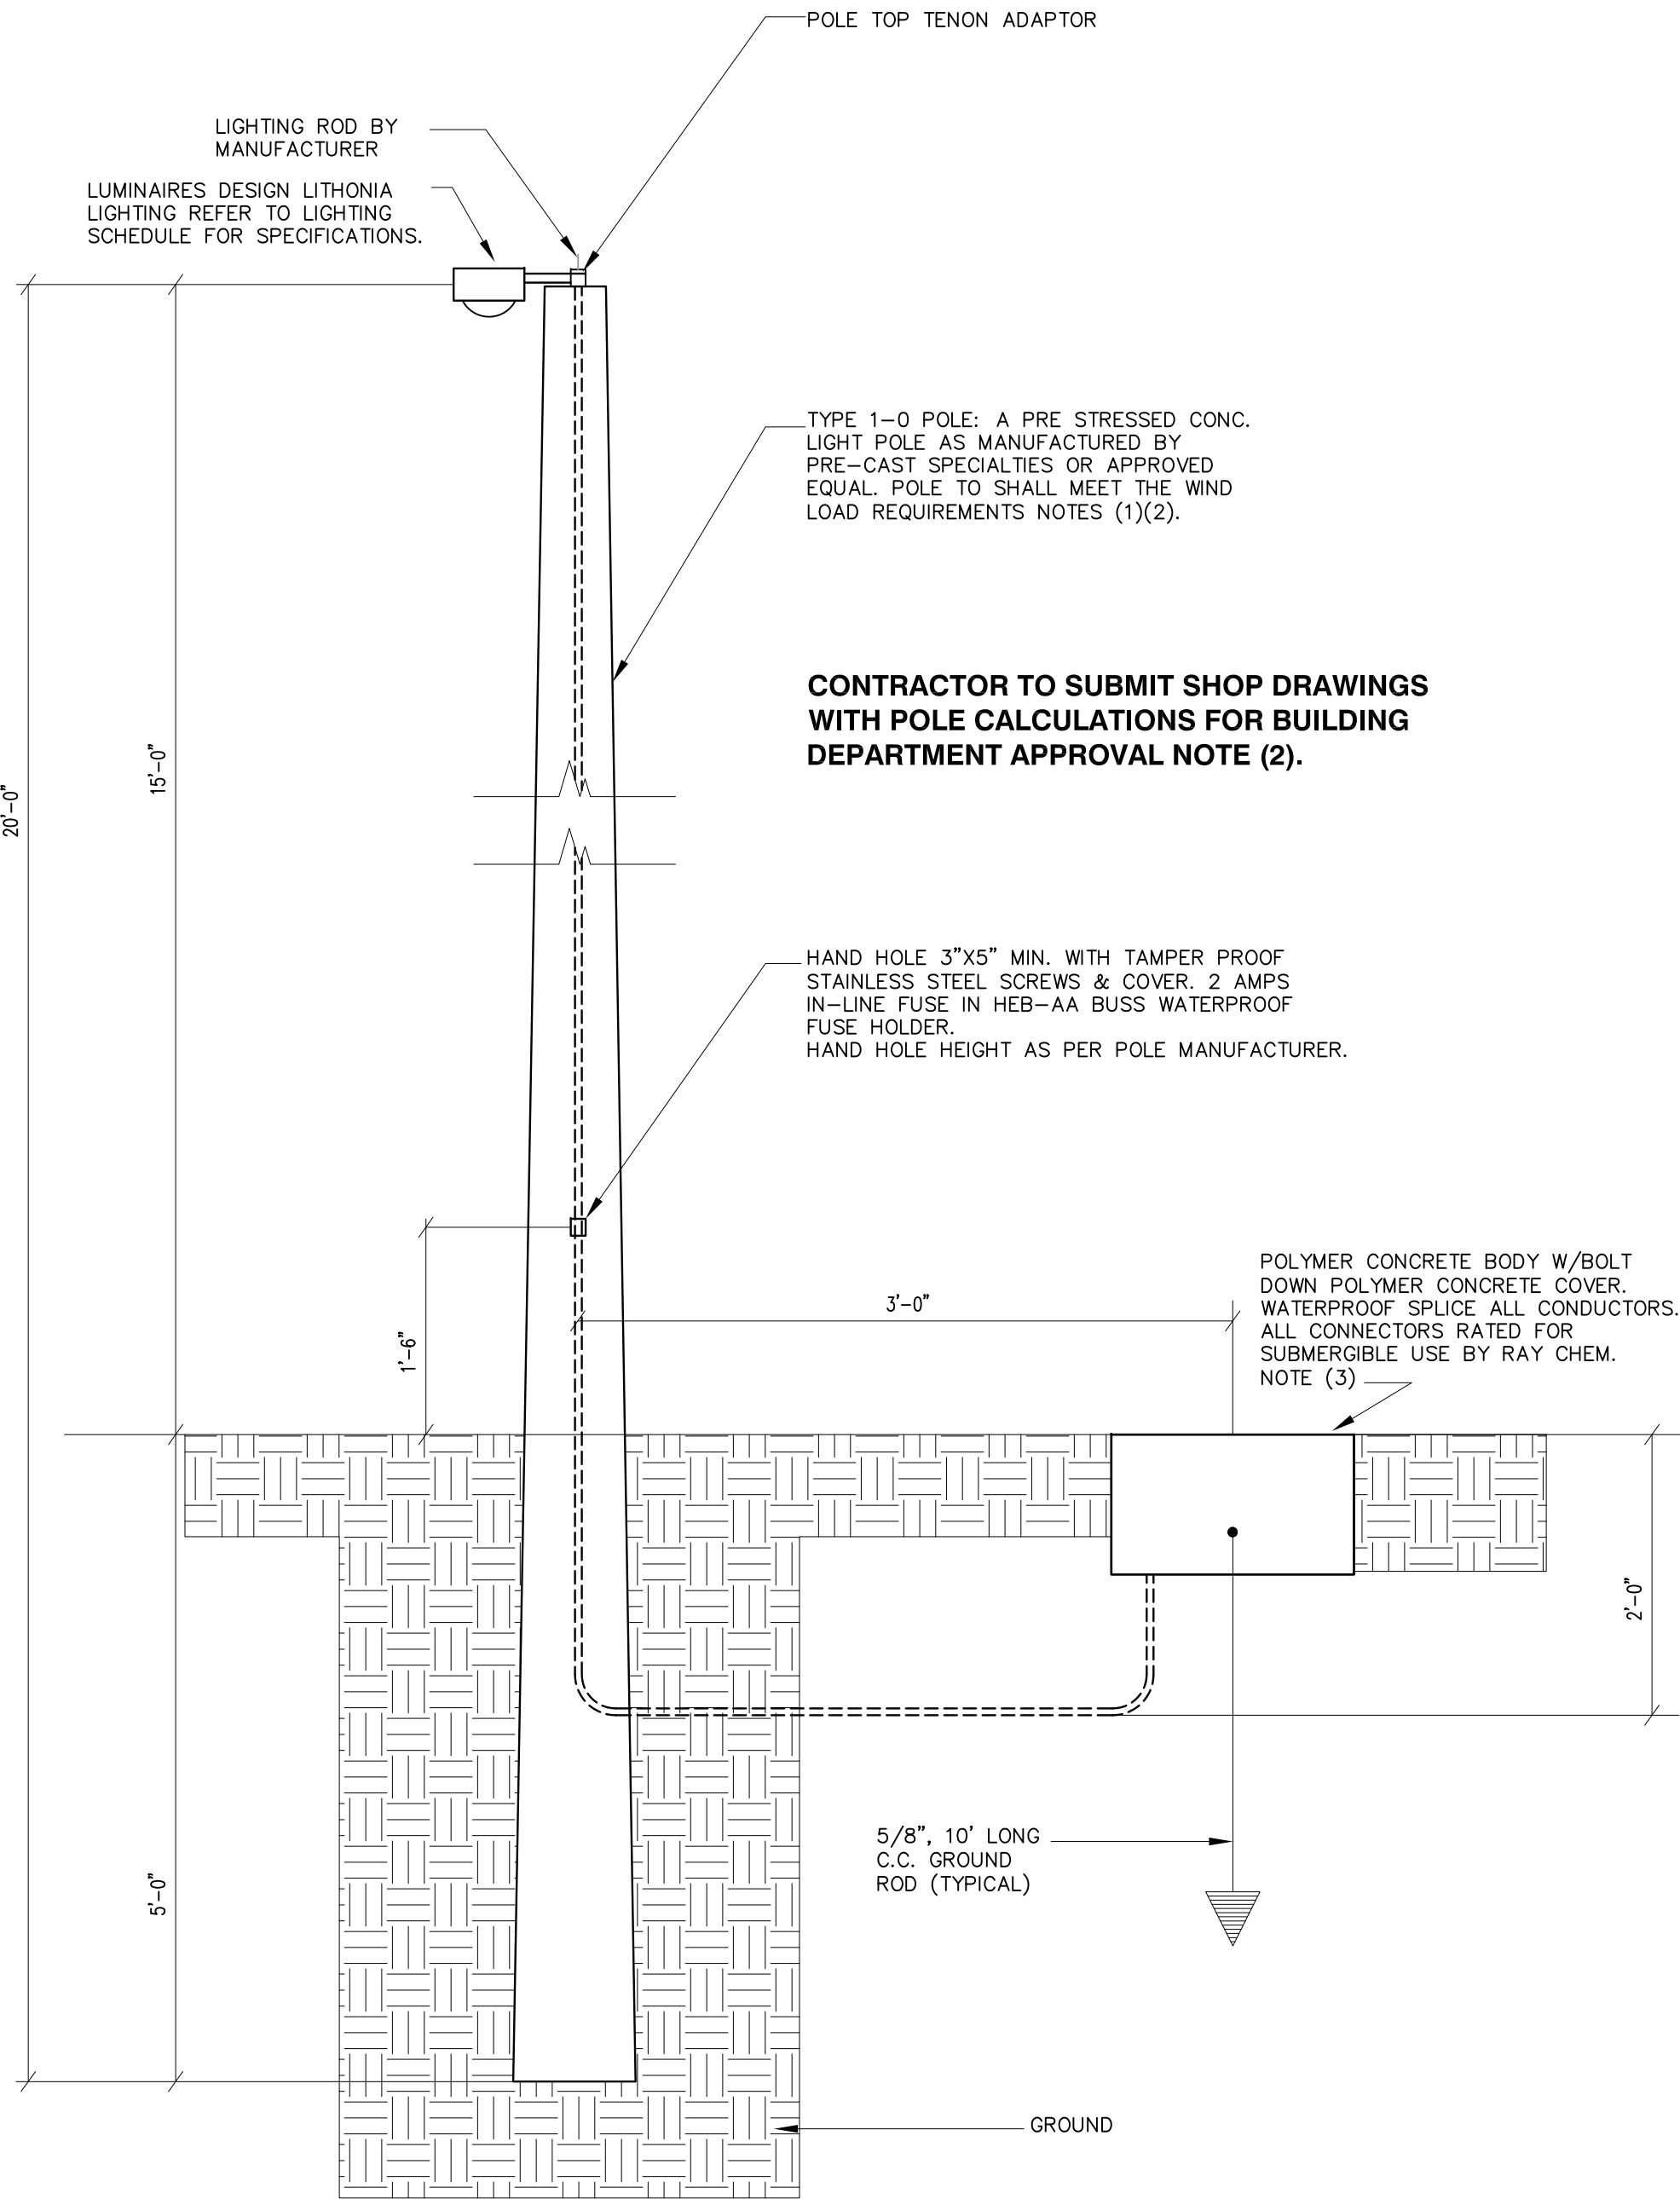 POLE TOP TENON ADAPTOR
LIGHTING ROD BY
MANUFACTURER
LUMINAIRES DESIGN LITHONIA
LIGHTING REFER TO LIGHTING
SCHEDULE FOR SPECIFICATIONS.
TYPE 1-0 POLE: A PRE STRESSED CONC.
LIGHT POLE AS MANUFACTURED BY
PRE-CAST SPECIALTIES OR APPROVED
EQUAL. POLE TO SHALL MEET THE WIND
LOAD REQUIREMENTS NOTES (1)(2).
CONTRACTOR TO SUBMIT SHOP DRAWINGS
WITH POLE CALCULATIONS FOR BUILDING
DEPARTMENT APPROVAL NOTE (2).
15'-0"
20'-0"
HAND HOLE 3"X5" MIN. WITH TAMPER PROOF
STAINLESS STEEL SCREWS & COVER. 2 AMPS
IN-LINE FUSE IN HEB-AA BUSS WATERPROOF
FUSE HOLDER.
HAND HOLE HEIGHT AS PER POLE MANUFACTURER.
3'-0"
1'-6"
POLYMER CONCRETE BODY W/BOLT
DOWN POLYMER CONCRETE COVER.
WATERPROOF SPLICE ALL CONDUCTORS.
ALL CONNECTORS RATED FOR
SUBMERGIBLE USE BY RAY CHEM.
NOTE (3)
2'-0"
5/8", 10' LONG
C.C. GROUND
ROD (TYPICAL)
5'-0"
GROUND